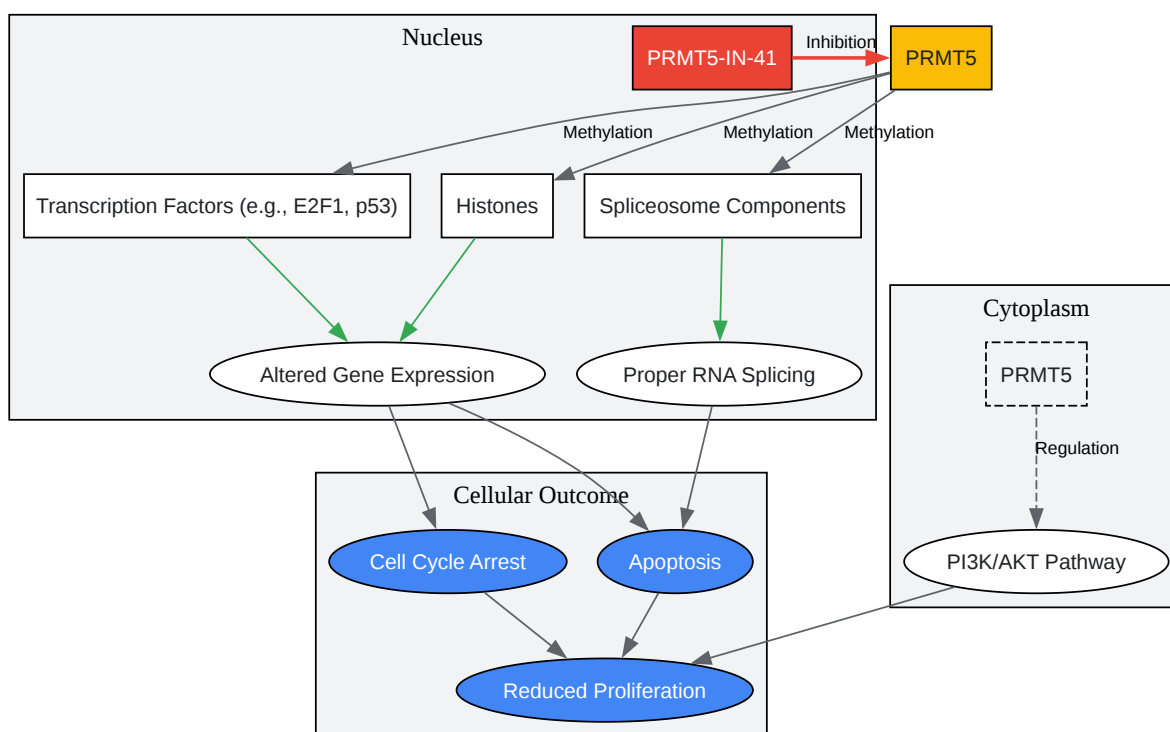 Nucleus
PRMT5-IN-41
Inhibition
PRMT5
Methylation
Methylation
Methylation
Transcription Factors (e.g., E2F1, p53)
Histones
Spliceosome Components
Cytoplasm
Altered Gene Expression
Proper RNA Splicing
PRMT5
Regulation
Cellular Outcome
Cell Cycle Arrest
Apoptosis
PI3K/AKT Pathway
Reduced Proliferation